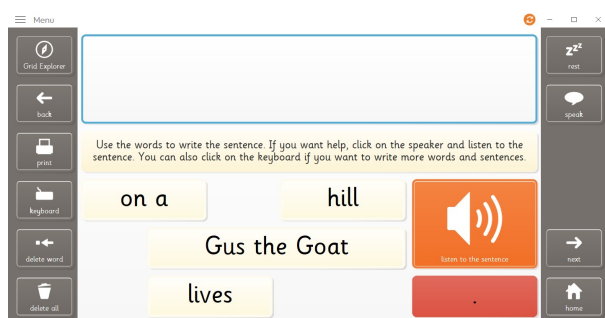 Menu
Grid Explorer
back
print
keyboard
delete word
delete all
Use the words to write the sentence. If you want help, click on the speaker and listen to the
sentence. You can also click on the keyboard if you want to write more words and sentences.
on a
hill
Gus the Goat
lives
listen to the sentence
.
zzz
rest
speak
next
home